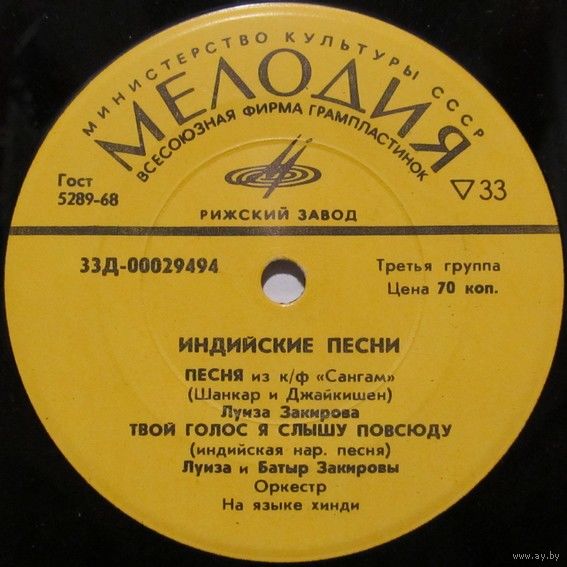 МИНИСТЕРСТВО КУЛЬТУРЫ СССР
МЕЛОДИЯ
ВСЕСОЮЗНАЯ ФИРМА ГРАМПЛАСТИНОК
Гост
5289-68
▽33
РИЖСКИЙ ЗАВОД
33Д-00029494
Третья группа
Цена 70 коп.
ИНДИЙСКИЕ ПЕСНИ
ПЕСНЯ из к/ф «Сангам»
(Шанкар и Джайкишен)
Луиза Закирова
ТВОЙ ГОЛОС Я СЛЫШУ ПОВСЮДУ
(индийская нар. песня)
Луиза и Батыр Закировы
Оркестр
На языке хинди
www.ay.by